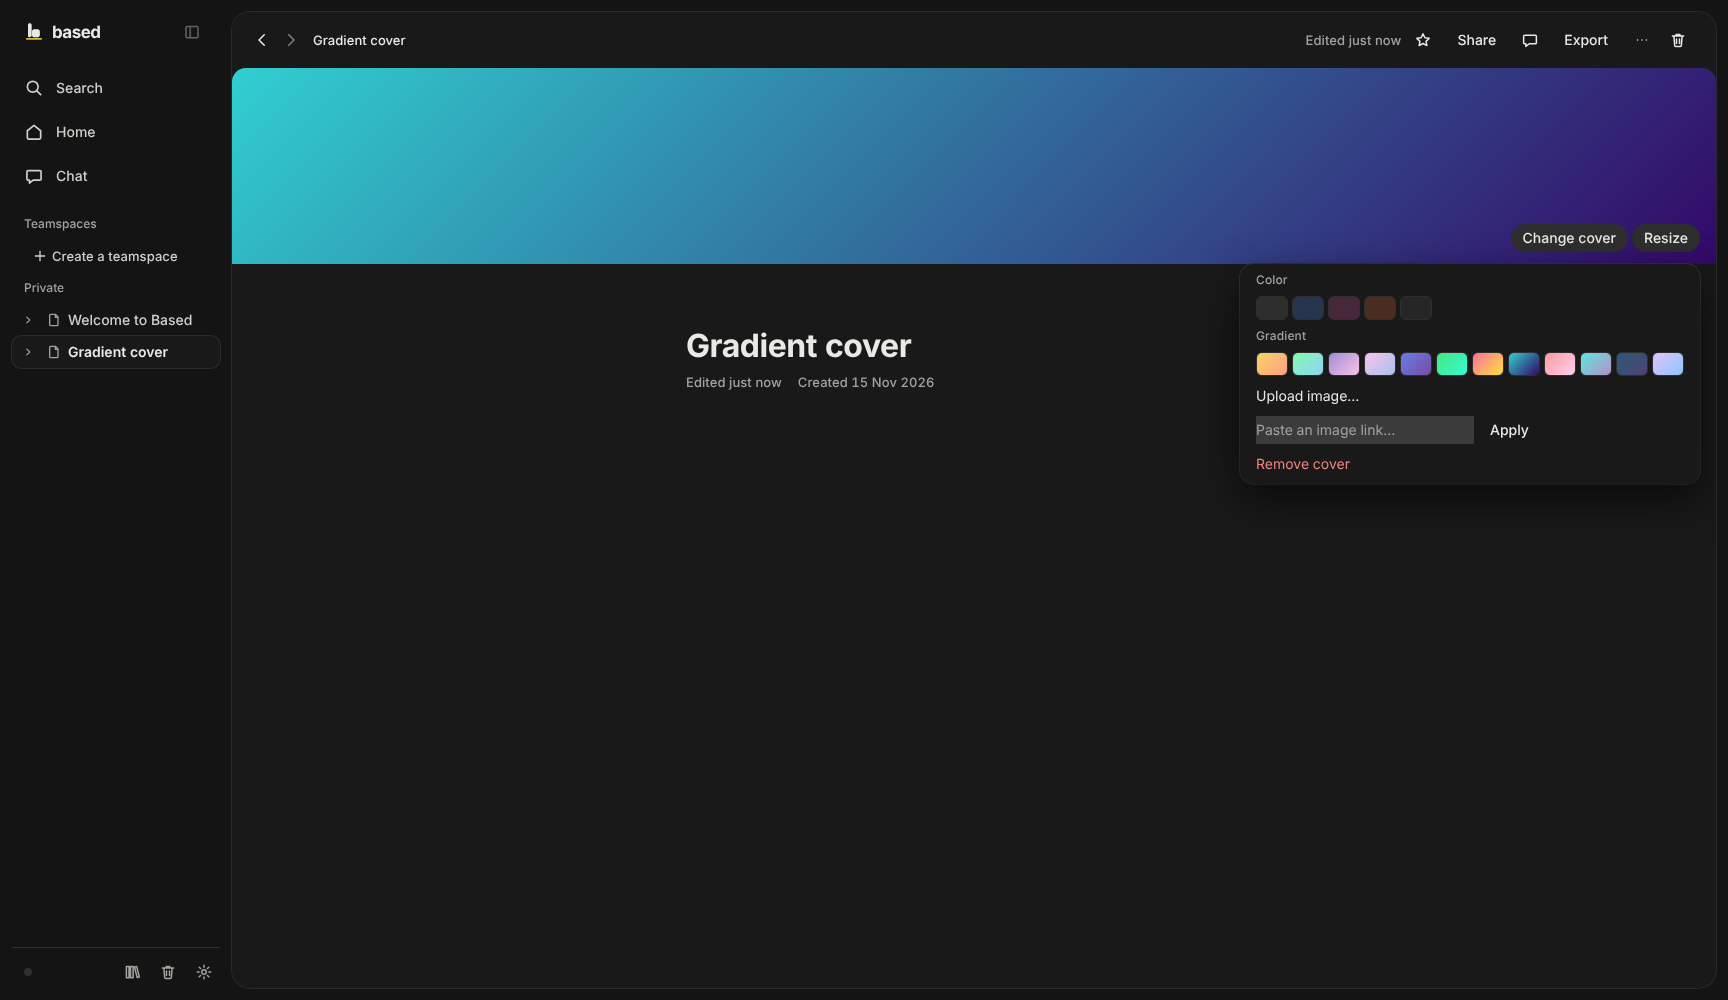 based
Search
Home
Chat
Teamspaces
Create a teamspace
Private
Welcome to Based
Gradient cover
Gradient cover
Edited just now
Share
Export
Change cover
Resize
Color
Gradient
Upload image...
Paste an image link...
Apply
Remove cover
Gradient cover
Edited just now Created 15 Nov 2026